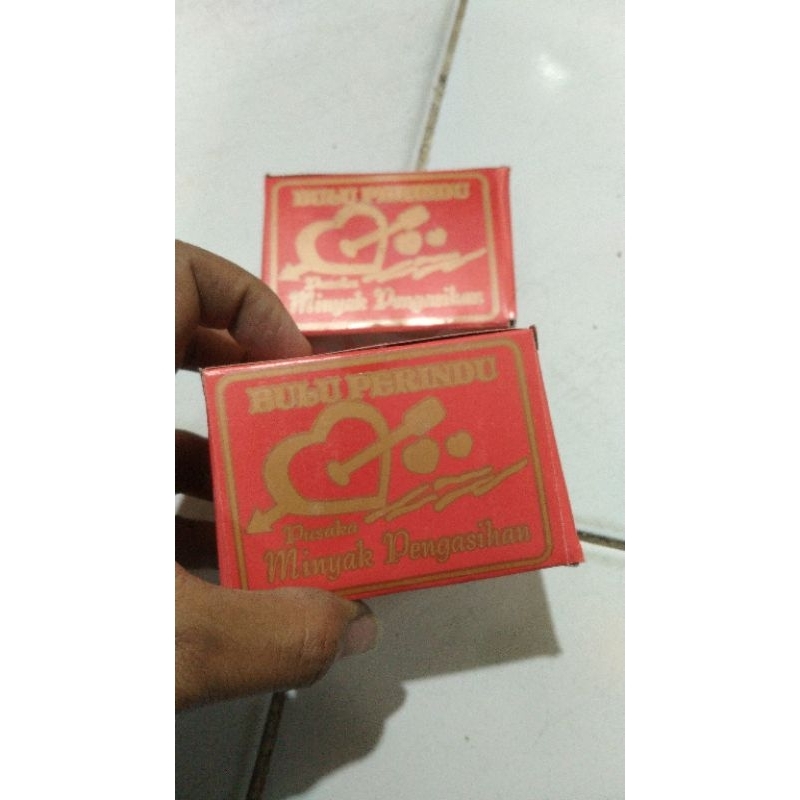 BULU PERINDU
Pusaka
Minyak Pengasihan
BULU PERINDU
Pusaka
Minyak Pengasihan